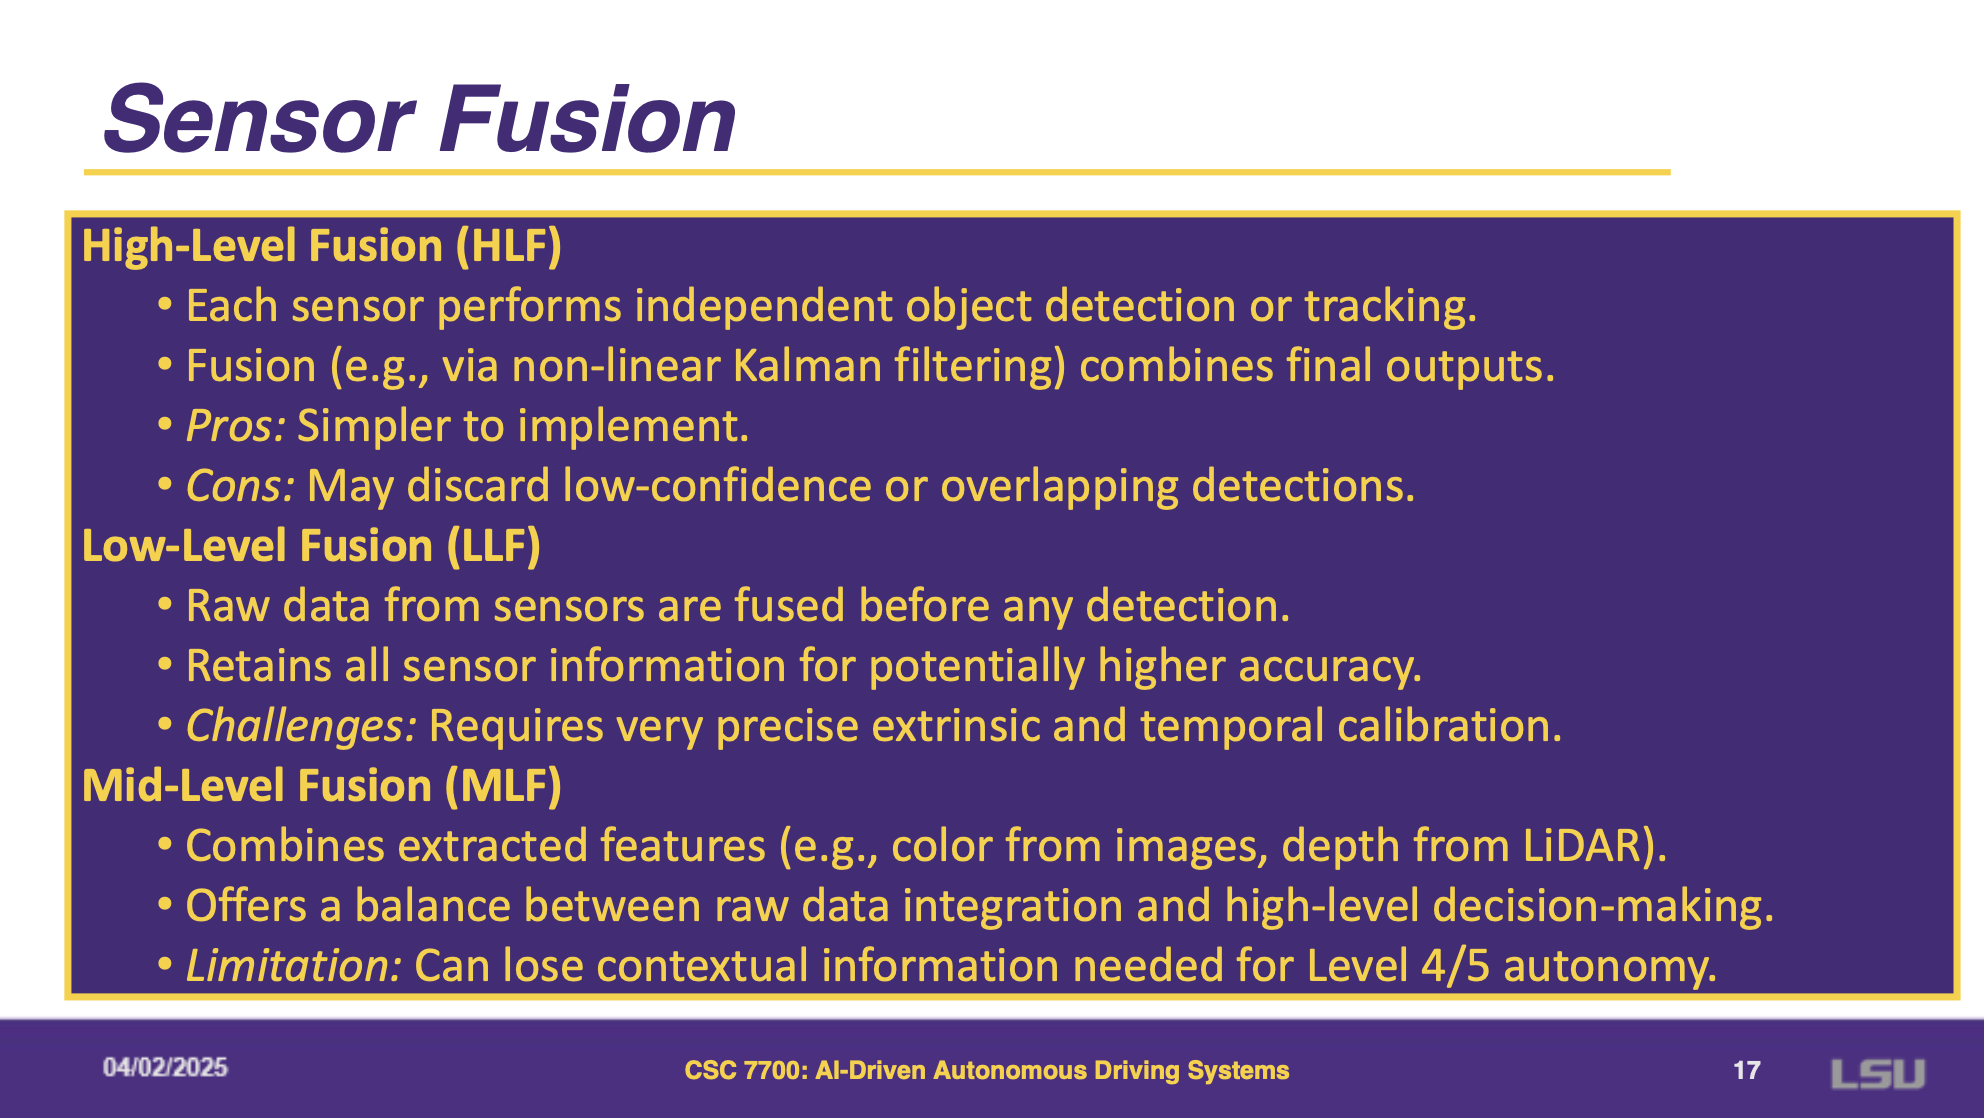 Sensor Fusion
High-Level Fusion (HLF)
• Each sensor performs independent object detection or tracking.
• Fusion (e.g., via non-linear Kalman filtering) combines final outputs.
• Pros: Simpler to implement.
• Cons: May discard low-confidence or overlapping detections.
Low-Level Fusion (LLF)
• Raw data from sensors are fused before any detection.
• Retains all sensor information for potentially higher accuracy.
• Challenges: Requires very precise extrinsic and temporal calibration.
Mid-Level Fusion (MLF)
• Combines extracted features (e.g., color from images, depth from LiDAR).
• Offers a balance between raw data integration and high-level decision-making.
• Limitation: Can lose contextual information needed for Level 4/5 autonomy.
04/02/2025
CSC 7700: AI-Driven Autonomous Driving Systems
17
LSU